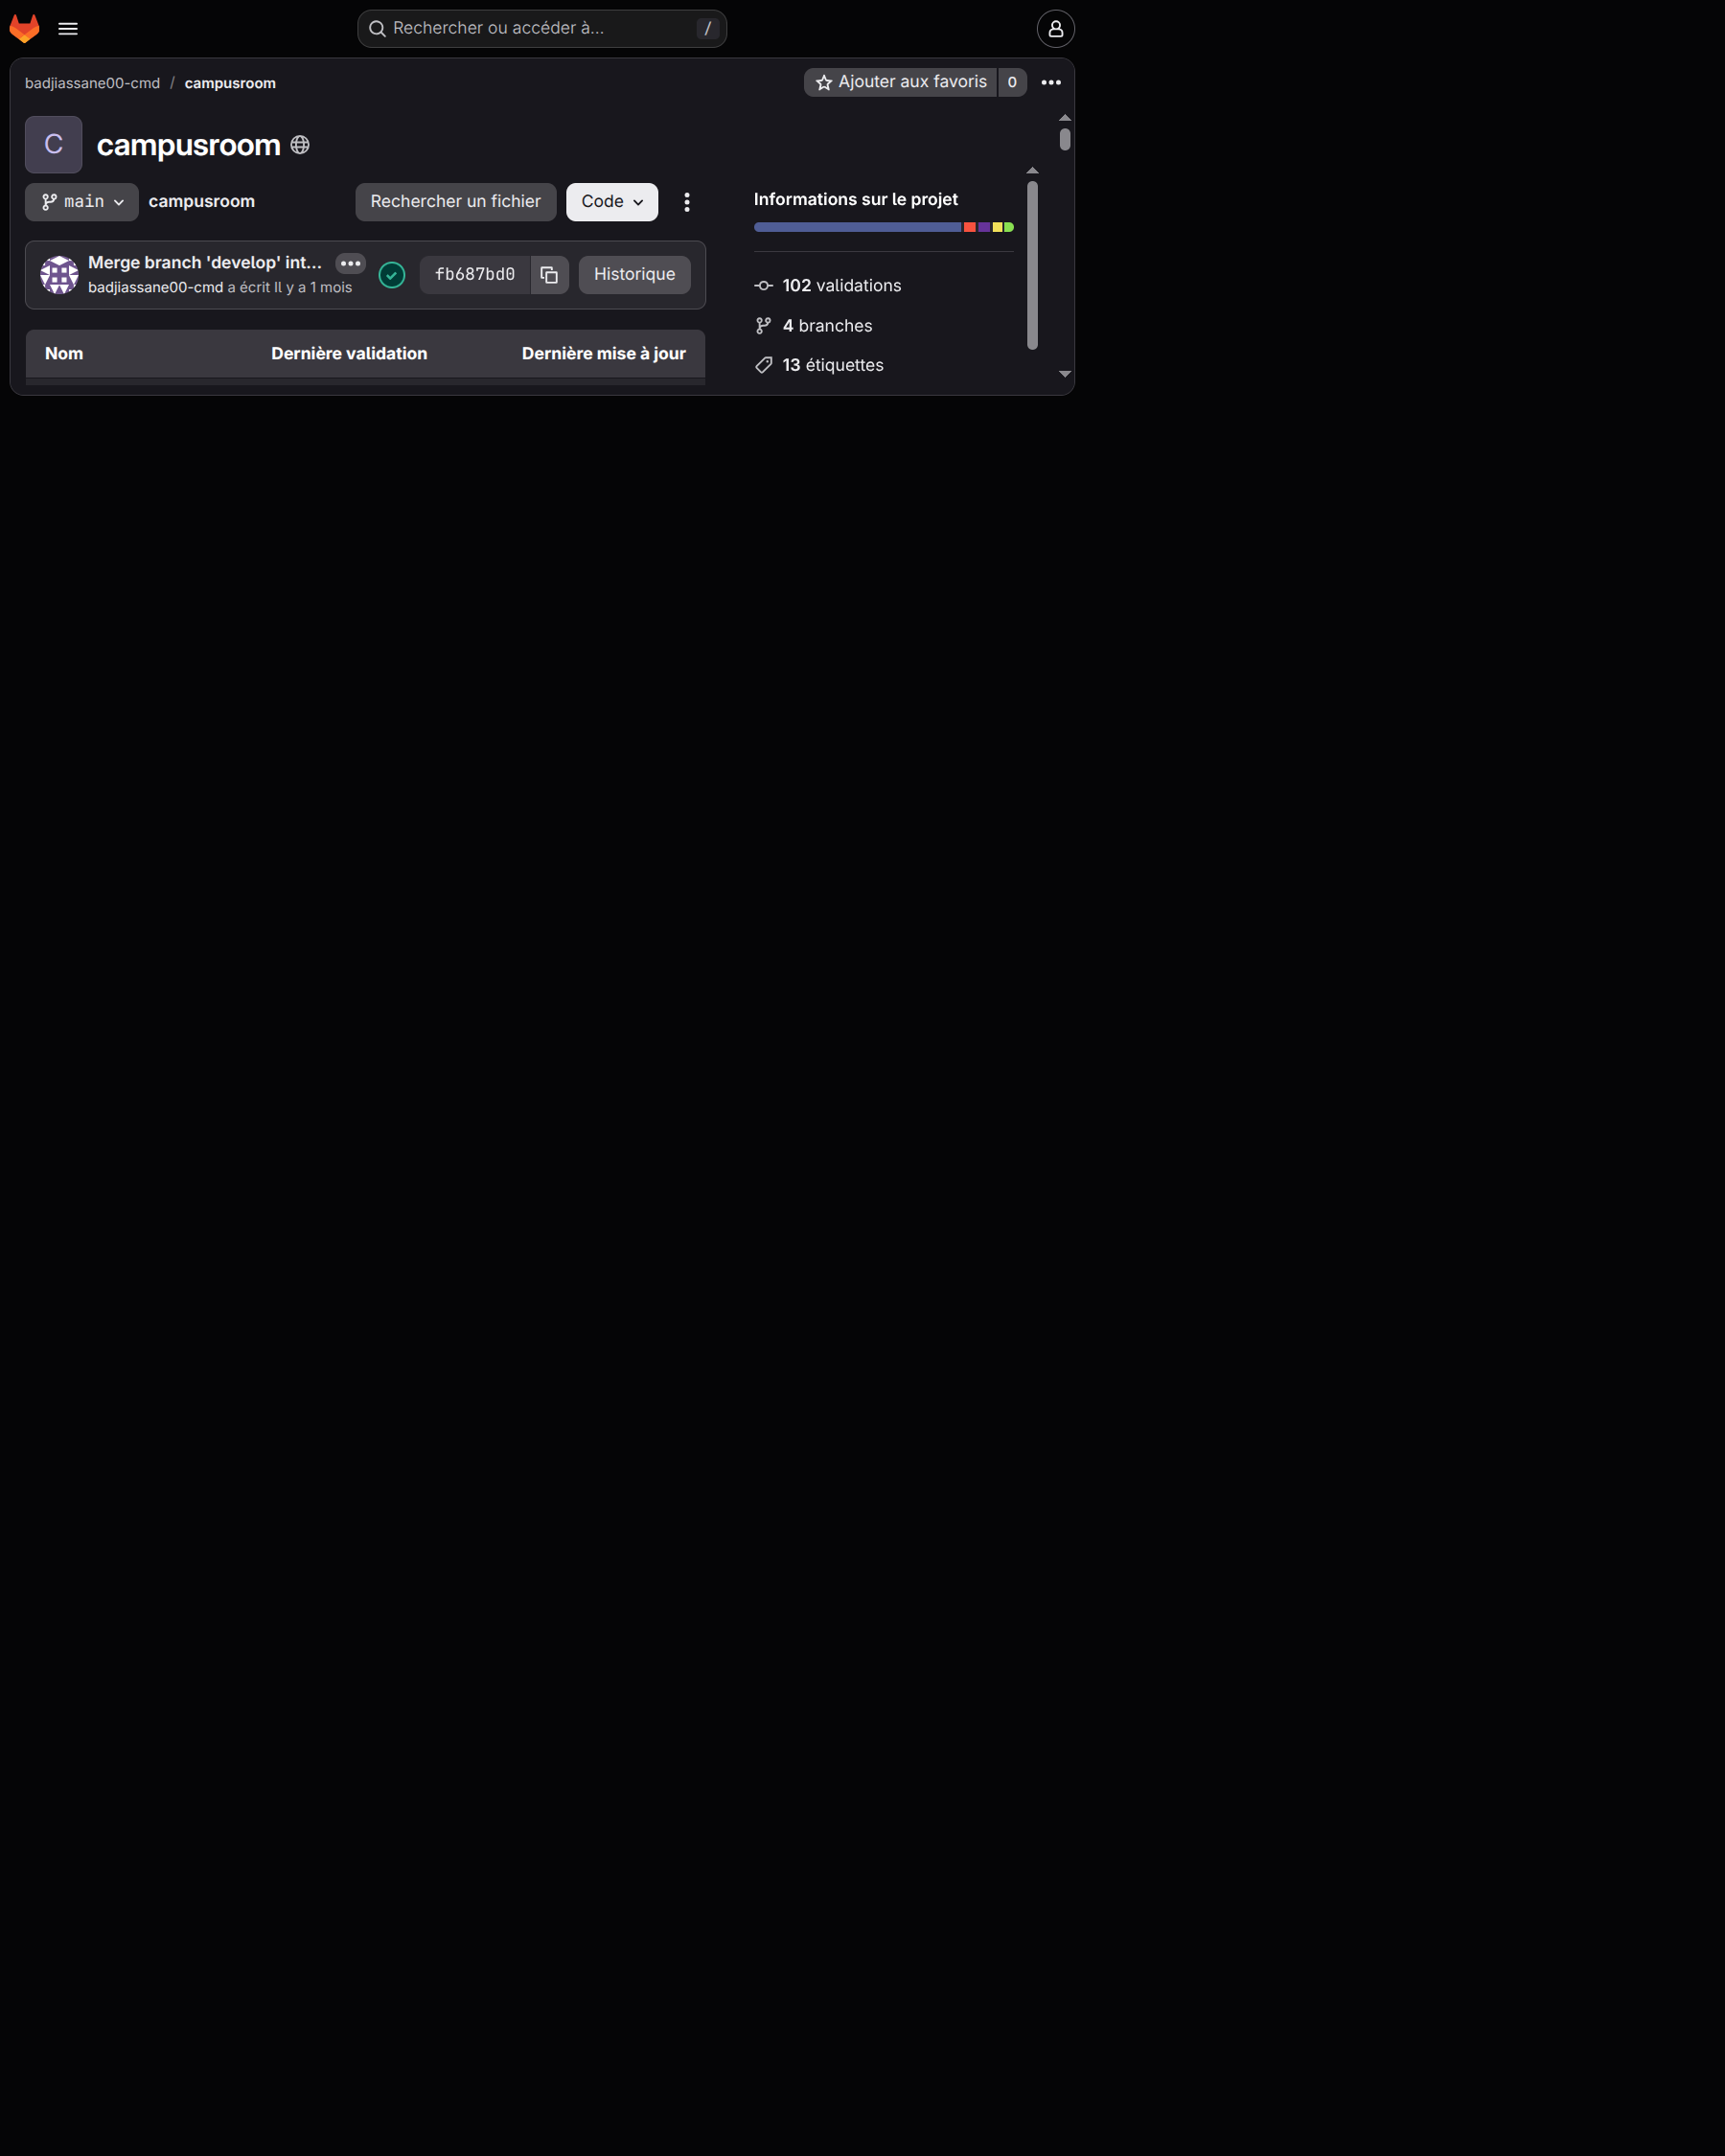 Rechercher ou accéder à... /
badjiassane00-cmd / campusroom
Ajouter aux favoris 0
C
campusroom
main campusroom
Rechercher un fichier
Code
Informations sur le projet
Merge branch 'develop' int...
badjiassane00-cmd a écrit Il y a 1 mois
fb687bd0
Historique
102 validations
4 branches
13 étiquettes
Nom Dernière validation Dernière mise à jour